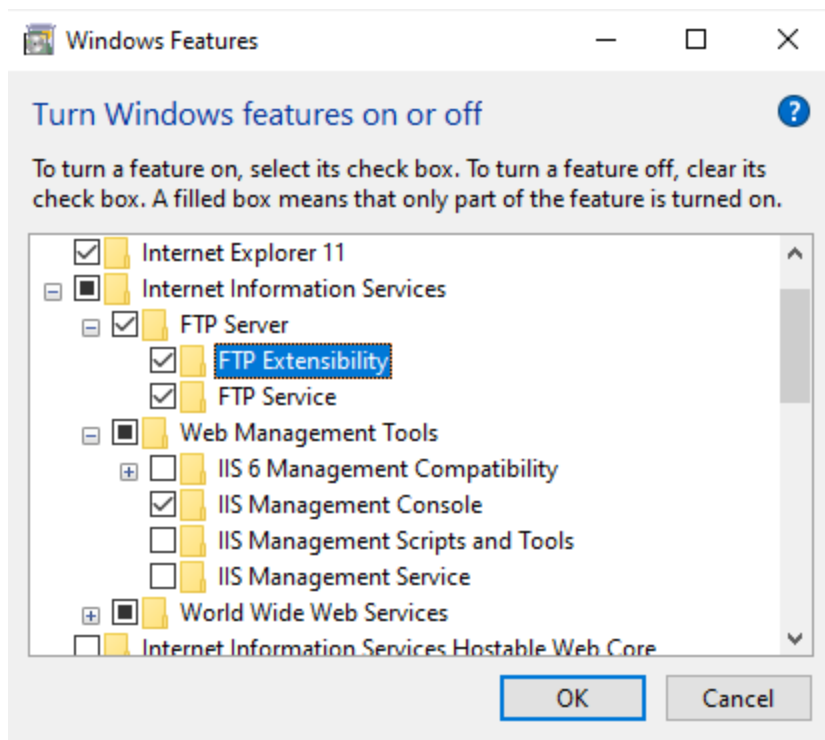 Windows Features
Turn Windows features on or off
To turn a feature on, select its check box. To turn a feature off, clear its
check box. A filled box means that only part of the feature is turned on.
Internet Explorer 11
Internet Information Services
FTP Server
FTP Extensibility
FTP Service
Web Management Tools
IIS 6 Management Compatibility
IIS Management Console
IIS Management Scripts and Tools
IIS Management Service
World Wide Web Services
Internet Information Services Hostable Web Core
OK Cancel